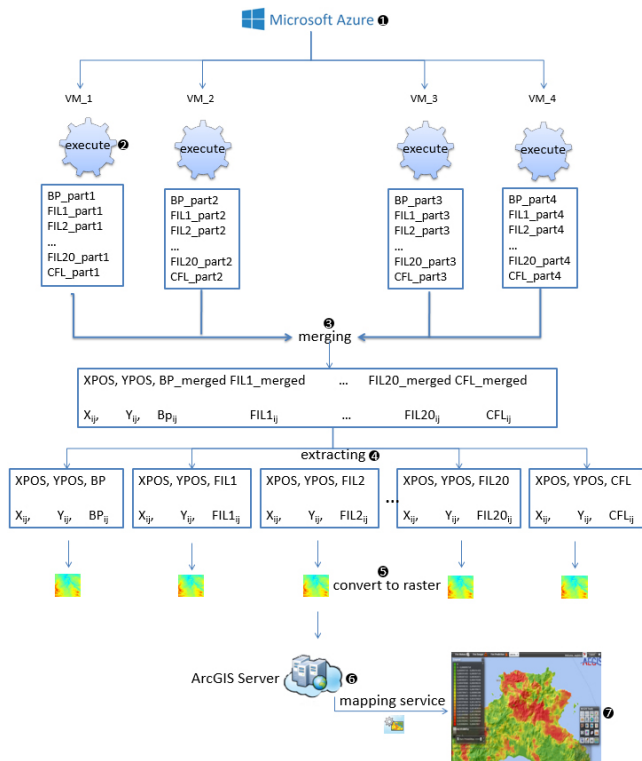 Microsoft Azure ❶
VM_1
VM_2
VM_3
VM_4
execute ❷
execute
execute
execute
BP_part1
FIL1_part1
FIL2_part1
...
FIL20_part1
CFL_part1
BP_part2
FIL1_part2
FIL2_part2
...
FIL20_part2
CFL_part2
BP_part3
FIL1_part3
FIL2_part3
...
FIL20_part3
CFL_part3
BP_part4
FIL1_part4
FIL2_part4
...
FIL20_part4
CFL_part4
❸
merging
XPOS, YPOS, BP_merged FIL1_merged ... FIL20_merged CFL_merged
Xij, Yij, Bpij FIL1ij ... FIL20ij CFLij
extracting ❹
XPOS, YPOS, BP
Xij, Yij, BPij
XPOS, YPOS, FIL1
Xij, Yij, FIL1ij
XPOS, YPOS, FIL2
Xij, Yij, FIL2ij
...
XPOS, YPOS, FIL20
Xij, Yij, FIL20ij
XPOS, YPOS, CFL
Xij, Yij, CFLij
❺
convert to raster
ArcGIS Server ❻
mapping service
AEGIS
❼